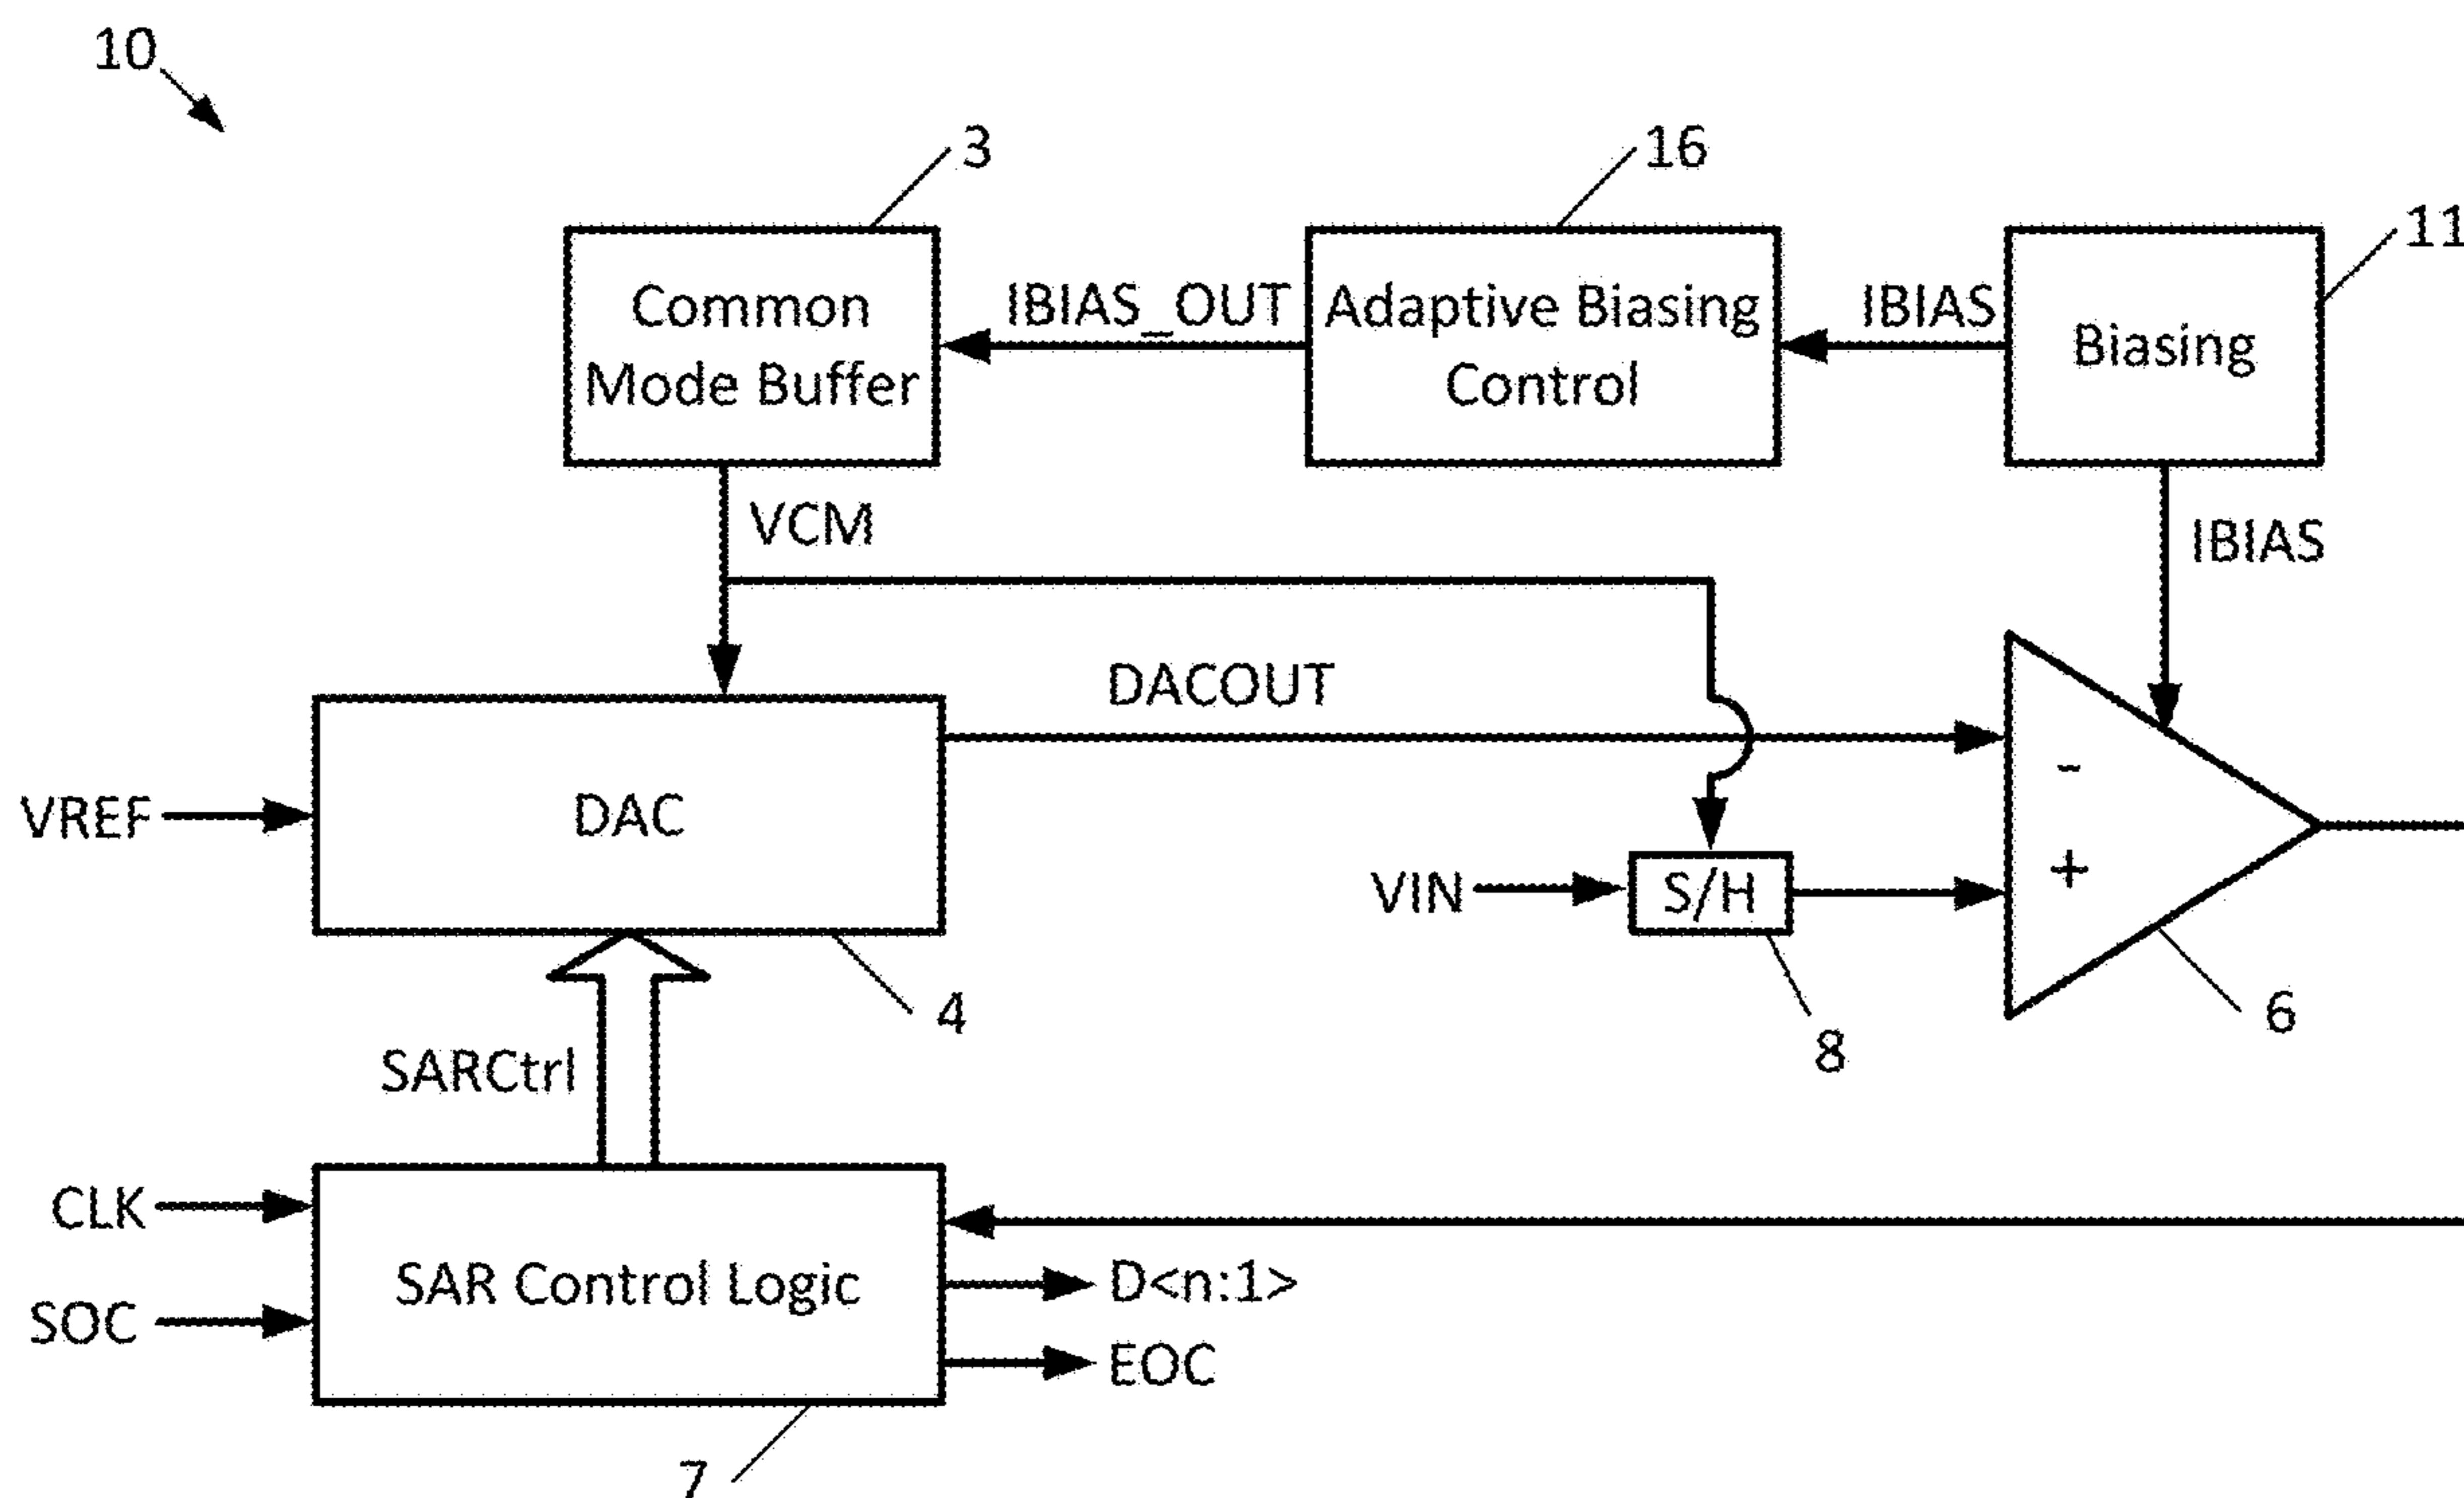 10
3
16
11
Common
Mode Buffer
IBIAS_OUT
Adaptive Biasing
Control
IBIAS
Biasing
VCM
IBIAS
DACOUT
VREF
DAC
-
+
VIN
S/H
4
8
6
SARCtrl
CLK
SOC
SAR Control Logic
D<n:1>
EOC
7